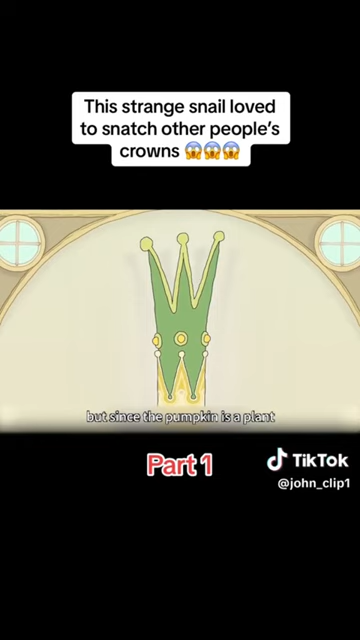 This strange snail loved
to snatch other people's
crowns 😱😱😱
but since the pumpkin is a plant
Part 1
TikTok
@john_clip1